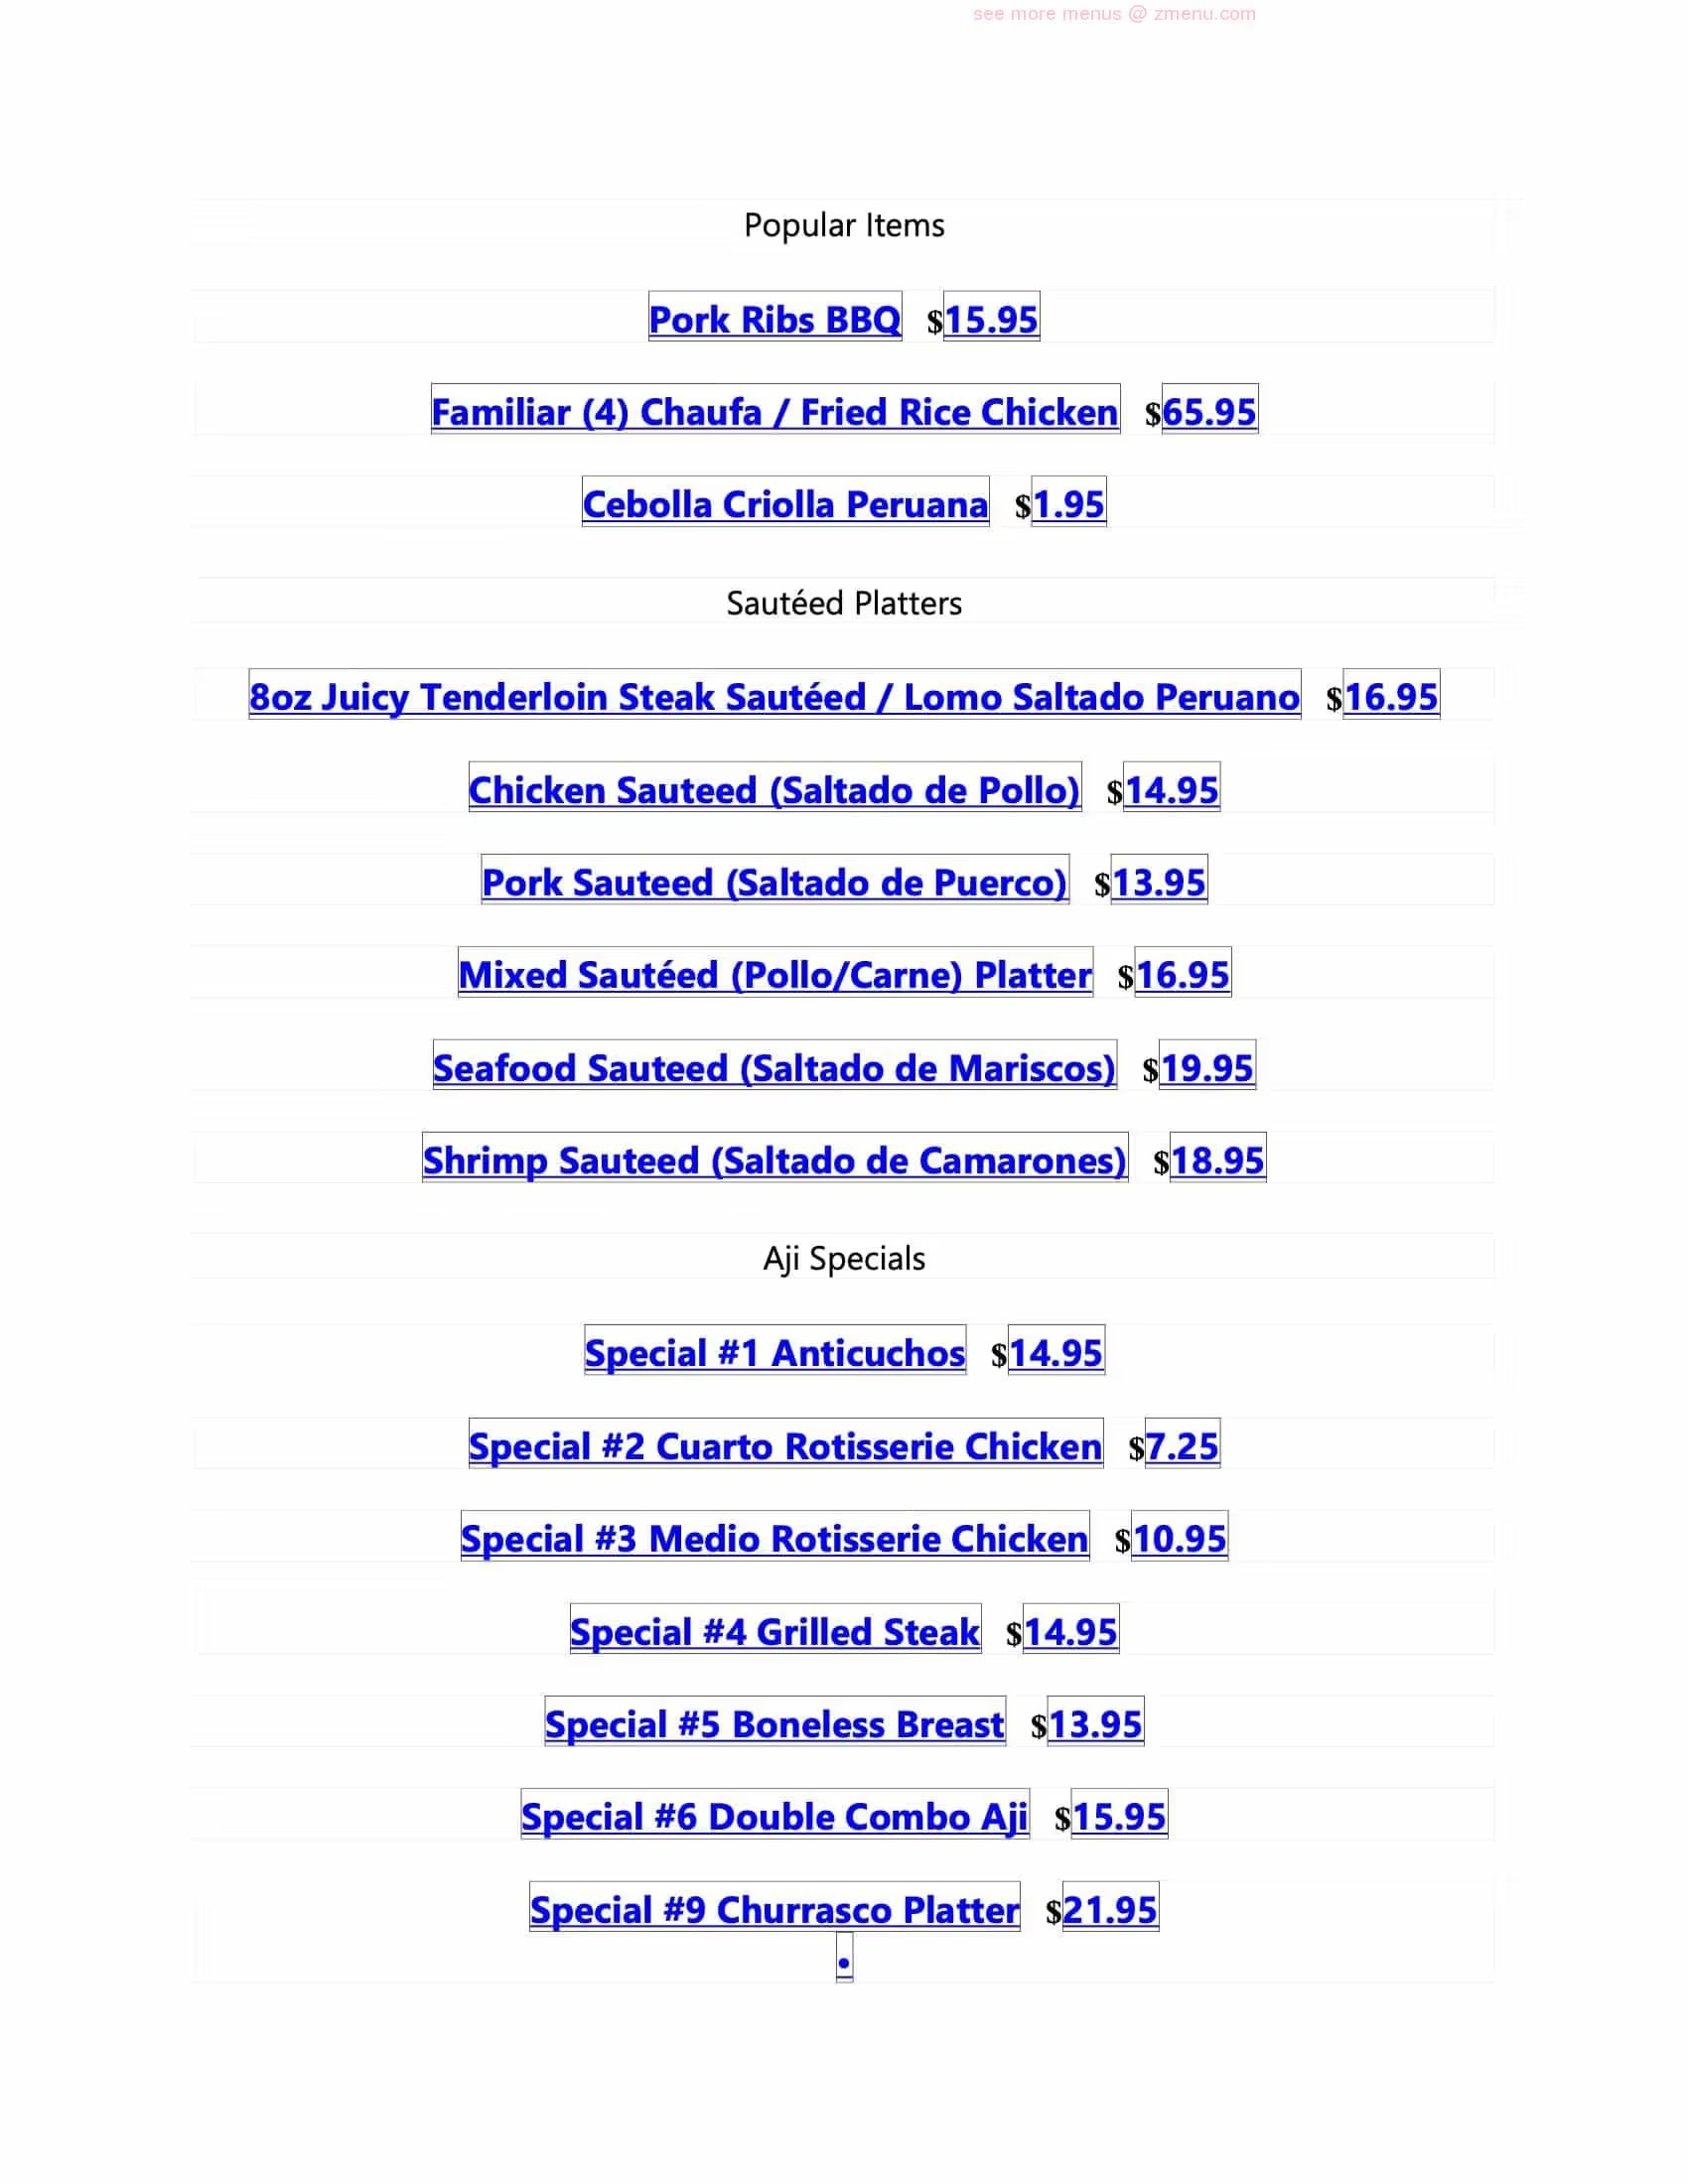 see more menus @ zmenu.com
Popular Items
Pork Ribs BBQ $15.95
Familiar (4) Chaufa / Fried Rice Chicken $65.95
Cebolla Criolla Peruana $1.95
Sautéed Platters
8oz Juicy Tenderloin Steak Sautéed / Lomo Saltado Peruano $16.95
Chicken Sauteed (Saltado de Pollo) $14.95
Pork Sauteed (Saltado de Puerco) $13.95
Mixed Sautéed (Pollo/Carne) Platter $16.95
Seafood Sauteed (Saltado de Mariscos) $19.95
Shrimp Sauteed (Saltado de Camarones) $18.95
Aji Specials
Special #1 Anticuchos $14.95
Special #2 Cuarto Rotisserie Chicken $7.25
Special #3 Medio Rotisserie Chicken $10.95
Special #4 Grilled Steak $14.95
Special #5 Boneless Breast $13.95
Special #6 Double Combo Aji $15.95
Special #9 Churrasco Platter $21.95
•